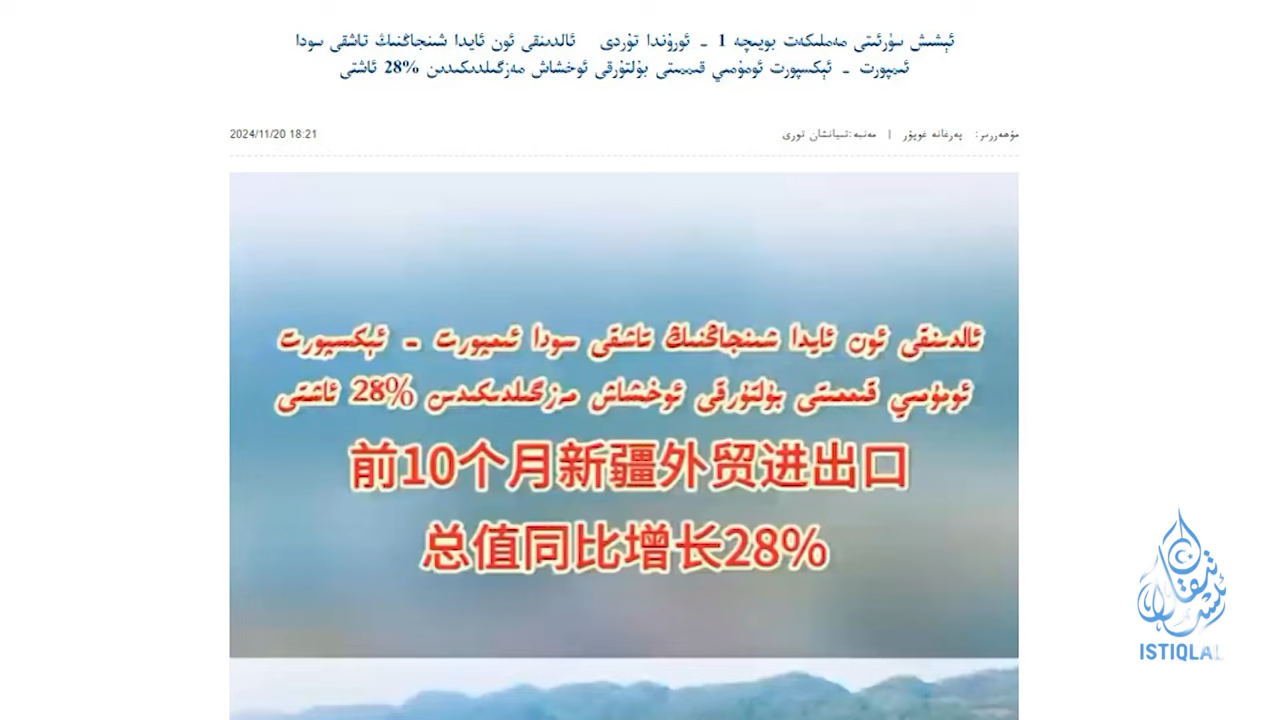 ئېشىش سۈرئىتى مەملىكەت بويىچە 1 - ئورۇندا تۇردى ئالدىنقى ئون ئايدا شىنجاڭنىڭ تاشقى سودا
ئىمپورت - ئېكسپورت ئومۇمىي قىممىتى بۇلتۇرقى ئوخشاش مەزگىلدىكىدىن 28% ئاشتى
مۇھەررىر: پەرغانە غوپۇر | مەنبە:تىيانشان تورى
2024/11/20 18:21
ئالدىنقى ئون ئايدا شىنجاڭنىڭ تاشقى سودا ئىمپورت - ئېكسپورت
ئومۇمىي قىممىتى بۇلتۇرقى ئوخشاش مەزگىلدىكىدىن 28% ئاشتى
前10个月新疆外贸进出口
总值同比增长28%
ISTIQLAL